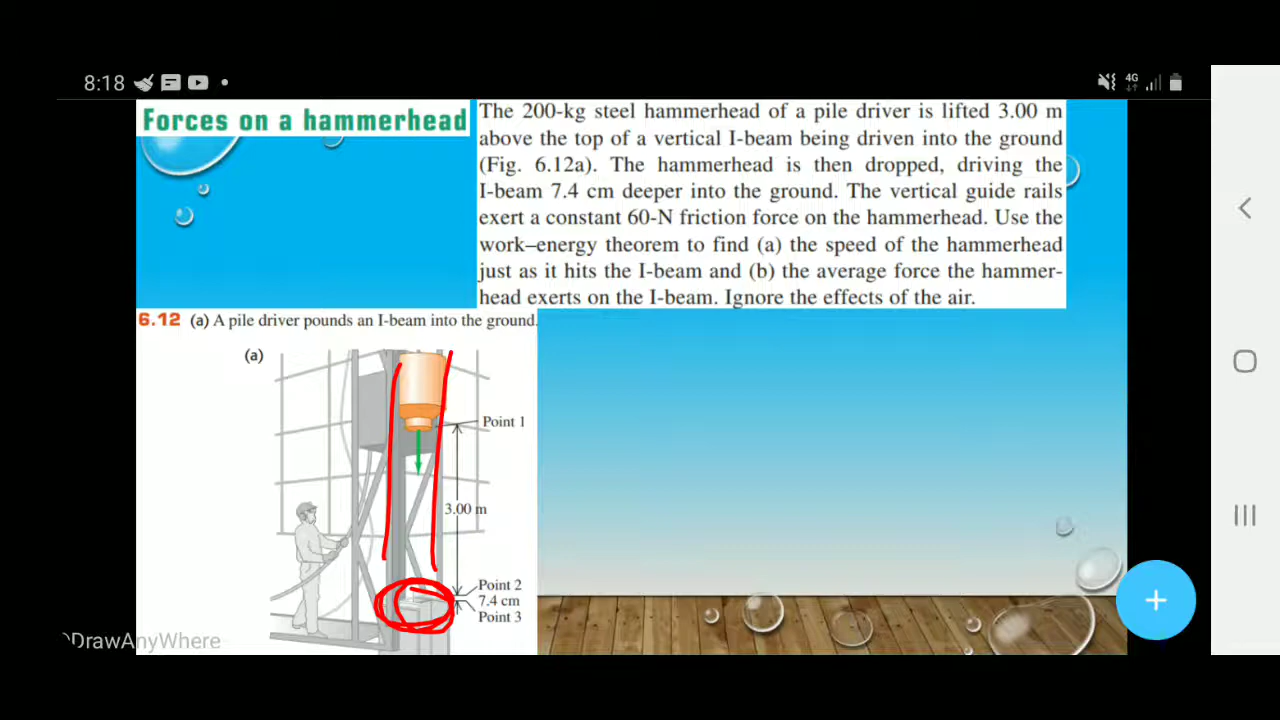 8:18
4G
Forces on a hammerhead
The 200-kg steel hammerhead of a pile driver is lifted 3.00 m
above the top of a vertical I-beam being driven into the ground
(Fig. 6.12a). The hammerhead is then dropped, driving the
I-beam 7.4 cm deeper into the ground. The vertical guide rails
exert a constant 60-N friction force on the hammerhead. Use the
work–energy theorem to find (a) the speed of the hammerhead
just as it hits the I-beam and (b) the average force the hammer-
head exerts on the I-beam. Ignore the effects of the air.
6.12 (a) A pile driver pounds an I-beam into the ground.
(a)
Point 1
3.00 m
Point 2
7.4 cm
Point 3
DrawAnyWhere